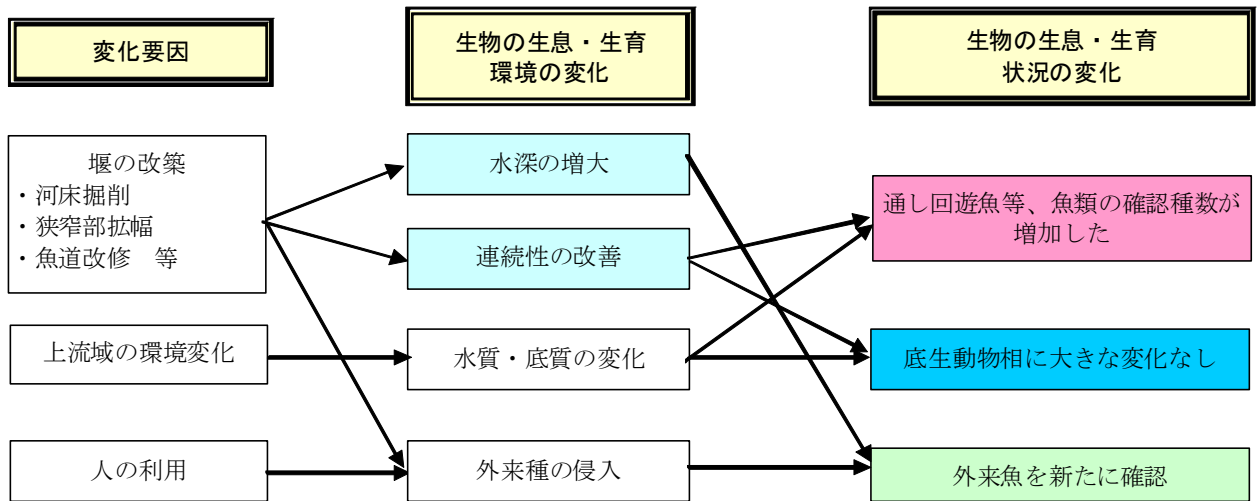 変化要因
生物の生息・生育
環境の変化
生物の生息・生育
状況の変化
堰の改築
・河床掘削
・狭窄部拡幅
・魚道改修　等
上流域の環境変化
人の利用
水深の増大
連続性の改善
水質・底質の変化
外来種の侵入
通し回遊魚等、魚類の確認種数が
増加した
底生動物相に大きな変化なし
外来魚を新たに確認